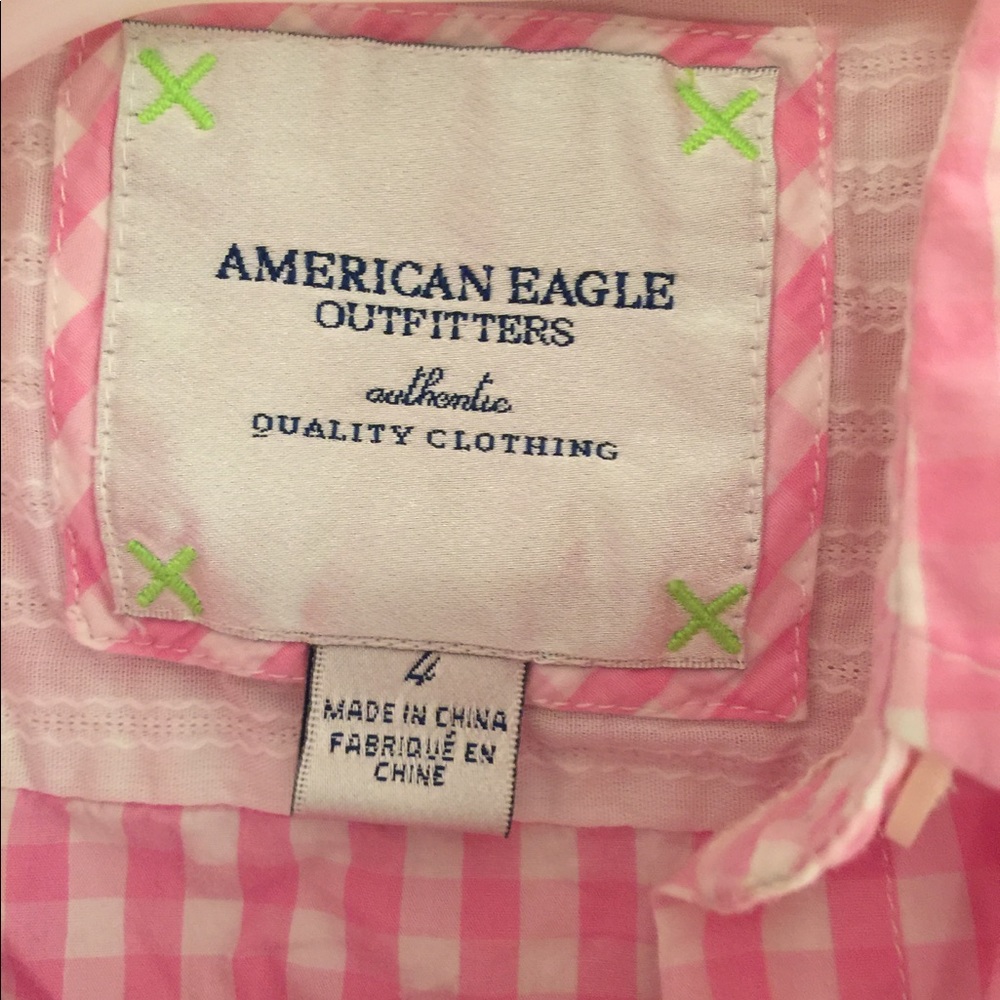 AMERICAN EAGLE
OUTFITTERS
authentic
QUALITY CLOTHING
4
MADE IN CHINA
FABRIQUÉ EN
CHINE